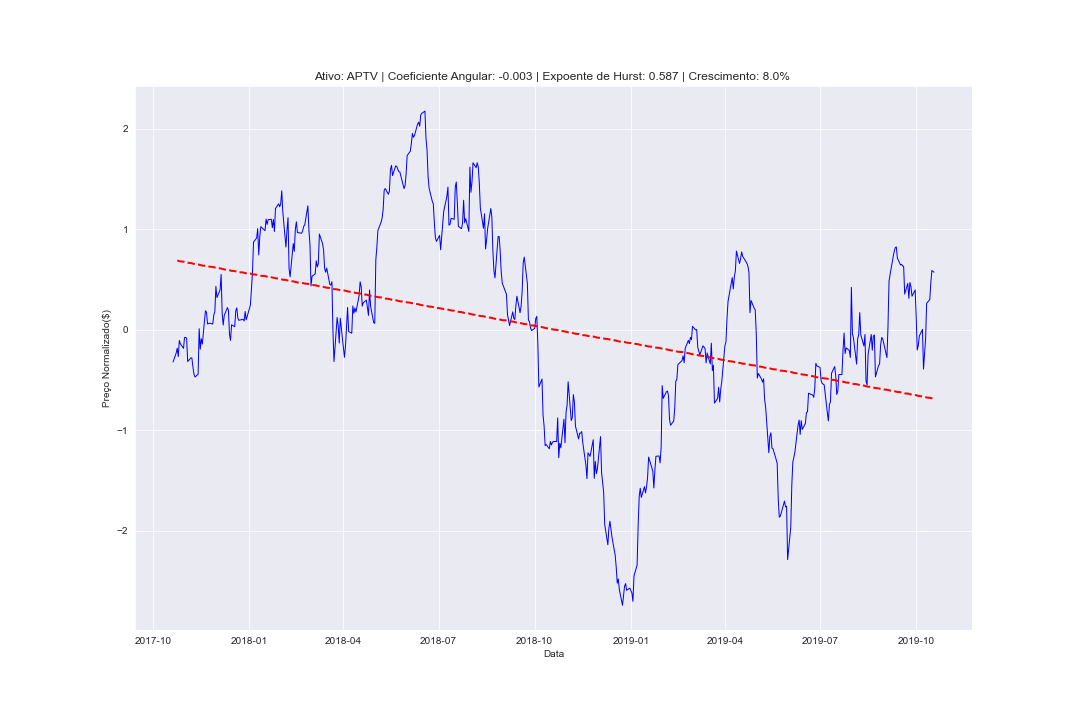 Ativo: APTV | Coeficiente Angular: -0.003 | Expoente de Hurst: 0.587 | Crescimento: 8.0%
Preço Normalizado($)
2
1
0
−1
−2
2017-10 2018-01 2018-04 2018-07 2018-10 2019-01 2019-04 2019-07 2019-10
Data